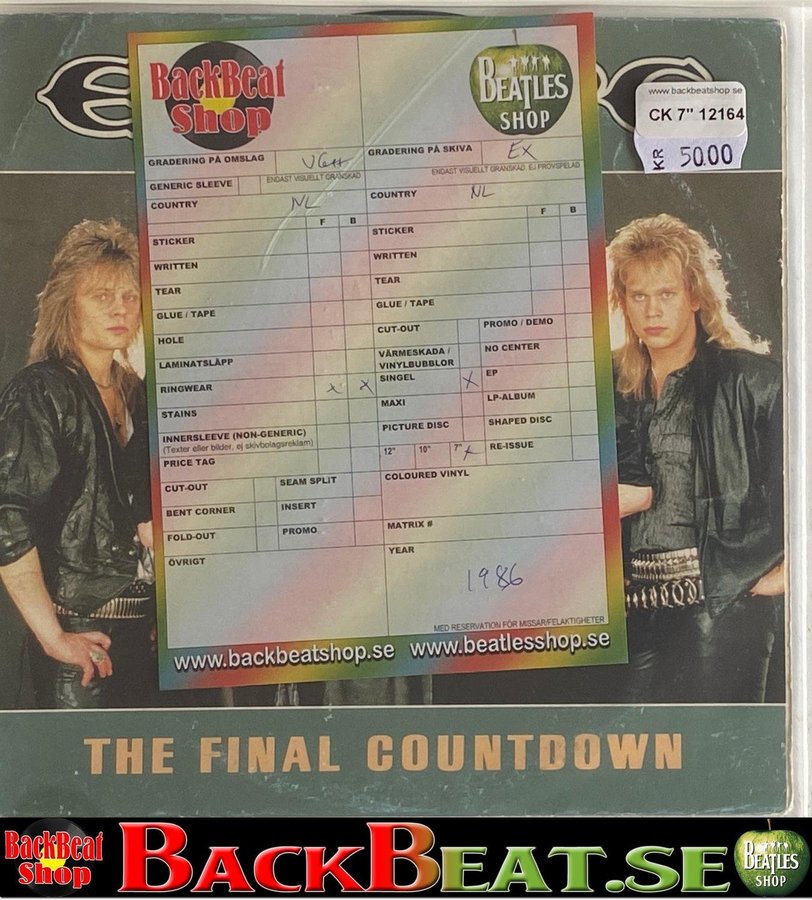 BackBeat
Shop
BEATLES
SHOP
www.backbeatshop.se
CK 7" 12164
KR 50.00
GRADERING PÅ OMSLAG VG++
GRADERING PÅ SKIVA EX
GENERIC SLEEVE
ENDAST VISUELLT GRANSKAD
ENDAST VISUELLT GRANSKAD, EJ PROVSPELAD
COUNTRY NL
COUNTRY NL
F B
F B
STICKER
STICKER
WRITTEN
WRITTEN
TEAR
TEAR
GLUE / TAPE
GLUE / TAPE
HOLE
CUT-OUT
PROMO / DEMO
LAMINATSLÄPP
VÄRMESKADA /
VINYLBUBBLOR
NO CENTER
RINGWEAR x x
SINGEL x
EP
STAINS
MAXI
LP-ALBUM
INNERSLEEVE (NON-GENERIC)
(Texter eller bilder, ej skivbolagsreklam)
PICTURE DISC
SHAPED DISC
PRICE TAG
12" 10" 7" x
RE-ISSUE
CUT-OUT
SEAM SPLIT
COLOURED VINYL
BENT CORNER
INSERT
FOLD-OUT
PROMO
MATRIX #
ÖVRIGT
YEAR
1986
MED RESERVATION FÖR MISSAR/FELAKTIGHETER
www.backbeatshop.se www.beatlesshop.se
THE FINAL COUNTDOWN
BackBeat
Shop
BACKBEAT.SE
BEATLES
SHOP